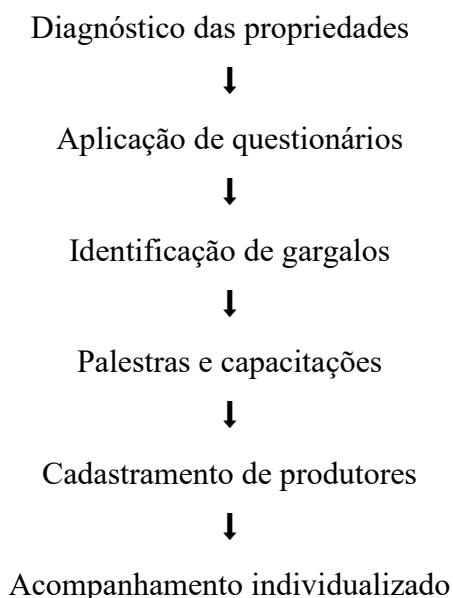 Diagnóstico das propriedades
⬇
Aplicação de questionários
⬇
Identificação de gargalos
⬇
Palestras e capacitações
⬇
Cadastramento de produtores
⬇
Acompanhamento individualizado